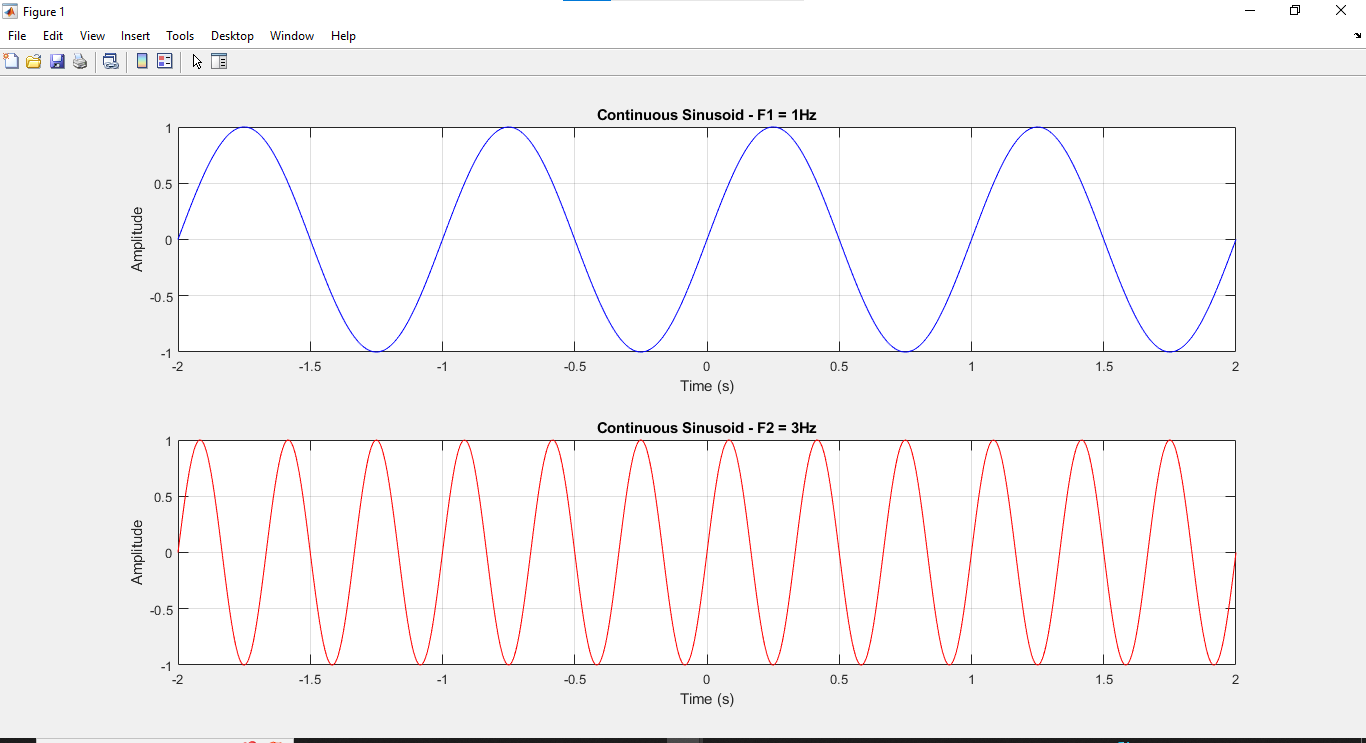 Figure 1
File Edit View Insert Tools Desktop Window Help
Continuous Sinusoid - F1 = 1Hz
1
0.5
0
-0.5
-1
Amplitude
-2 -1.5 -1 -0.5 0 0.5 1 1.5 2
Time (s)
Continuous Sinusoid - F2 = 3Hz
1
0.5
0
-0.5
-1
Amplitude
-2 -1.5 -1 -0.5 0 0.5 1 1.5 2
Time (s)